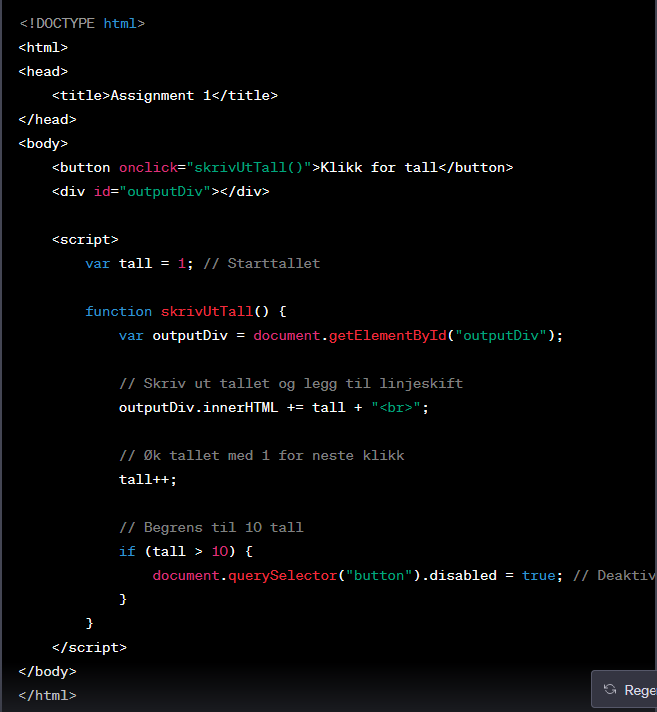 <!DOCTYPE html>
<html>
<head>
    <title>Assignment 1</title>
</head>
<body>
    <button onclick="skrivUtTall()">Klikk for tall</button>
    <div id="outputDiv"></div>

    <script>
        var tall = 1; // Starttallet

        function skrivUtTall() {
            var outputDiv = document.getElementById("outputDiv");

            // Skriv ut tallet og legg til linjeskift
            outputDiv.innerHTML += tall + "<br>";

            // Øk tallet med 1 for neste klikk
            tall++;

            // Begrens til 10 tall
            if (tall > 10) {
                document.querySelector("button").disabled = true; // Deaktiv
            }
        }
    </script>
</body>
</html>
Rege